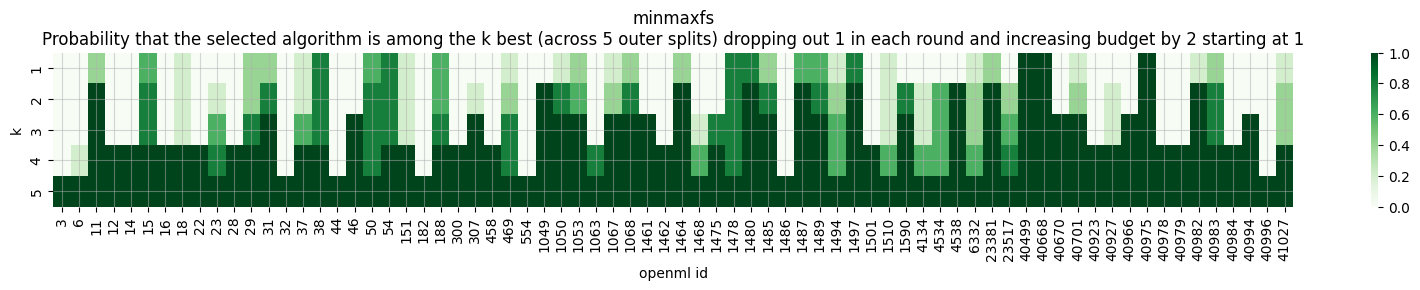 minmaxfs
Probability that the selected algorithm is among the k best (across 5 outer splits) dropping out 1 in each round and increasing budget by 2 starting at 1
k
1
2
3
4
5
3 6 11 12 14 15 16 18 22 23 28 29 31 32 37 38 44 46 50 54 151 182 188 300 307 458 469 554 1049 1050 1053 1063 1067 1068 1461 1462 1464 1468 1475 1478 1480 1485 1486 1487 1489 1494 1497 1501 1510 1590 4134 4534 4538 6332 23381 23517 40499 40668 40670 40701 40923 40927 40966 40975 40978 40979 40982 40983 40984 40994 40996 41027
openml id
1.0
0.8
0.6
0.4
0.2
0.0